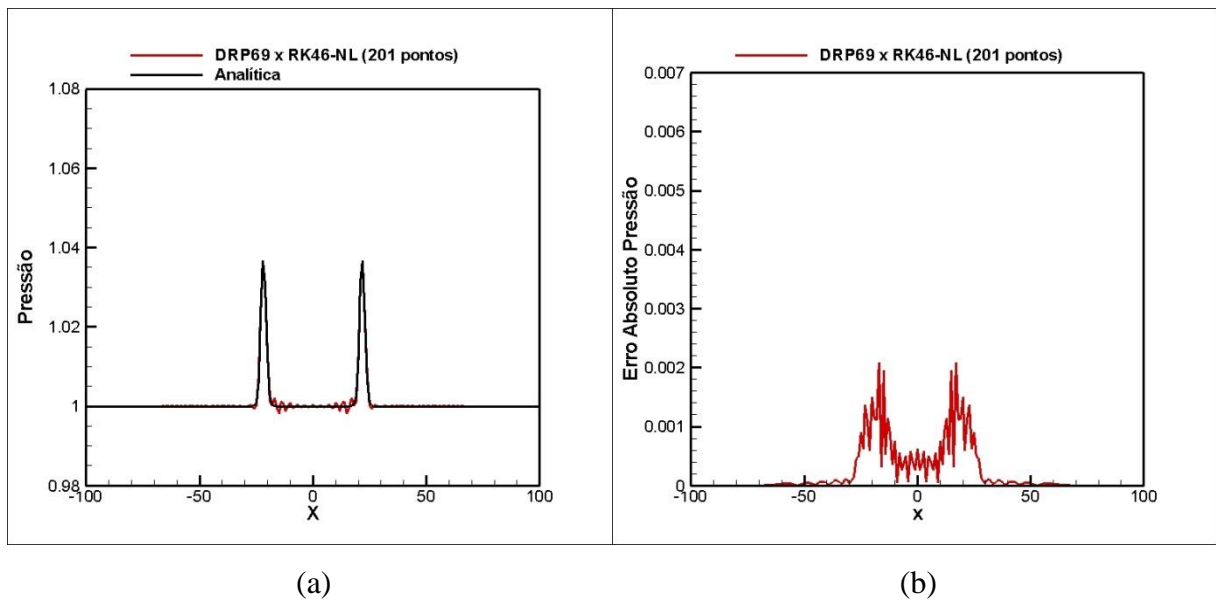 DRP69 x RK46-NL (201 pontos)
Analítica
1.08
1.06
1.04
1.02
1
0.98
Pressão
-100
-50
0
50
100
X
DRP69 x RK46-NL (201 pontos)
0.007
0.006
0.005
0.004
0.003
0.002
0.001
0
Erro Absoluto Pressão
-100
-50
0
50
100
x
(a)
(b)